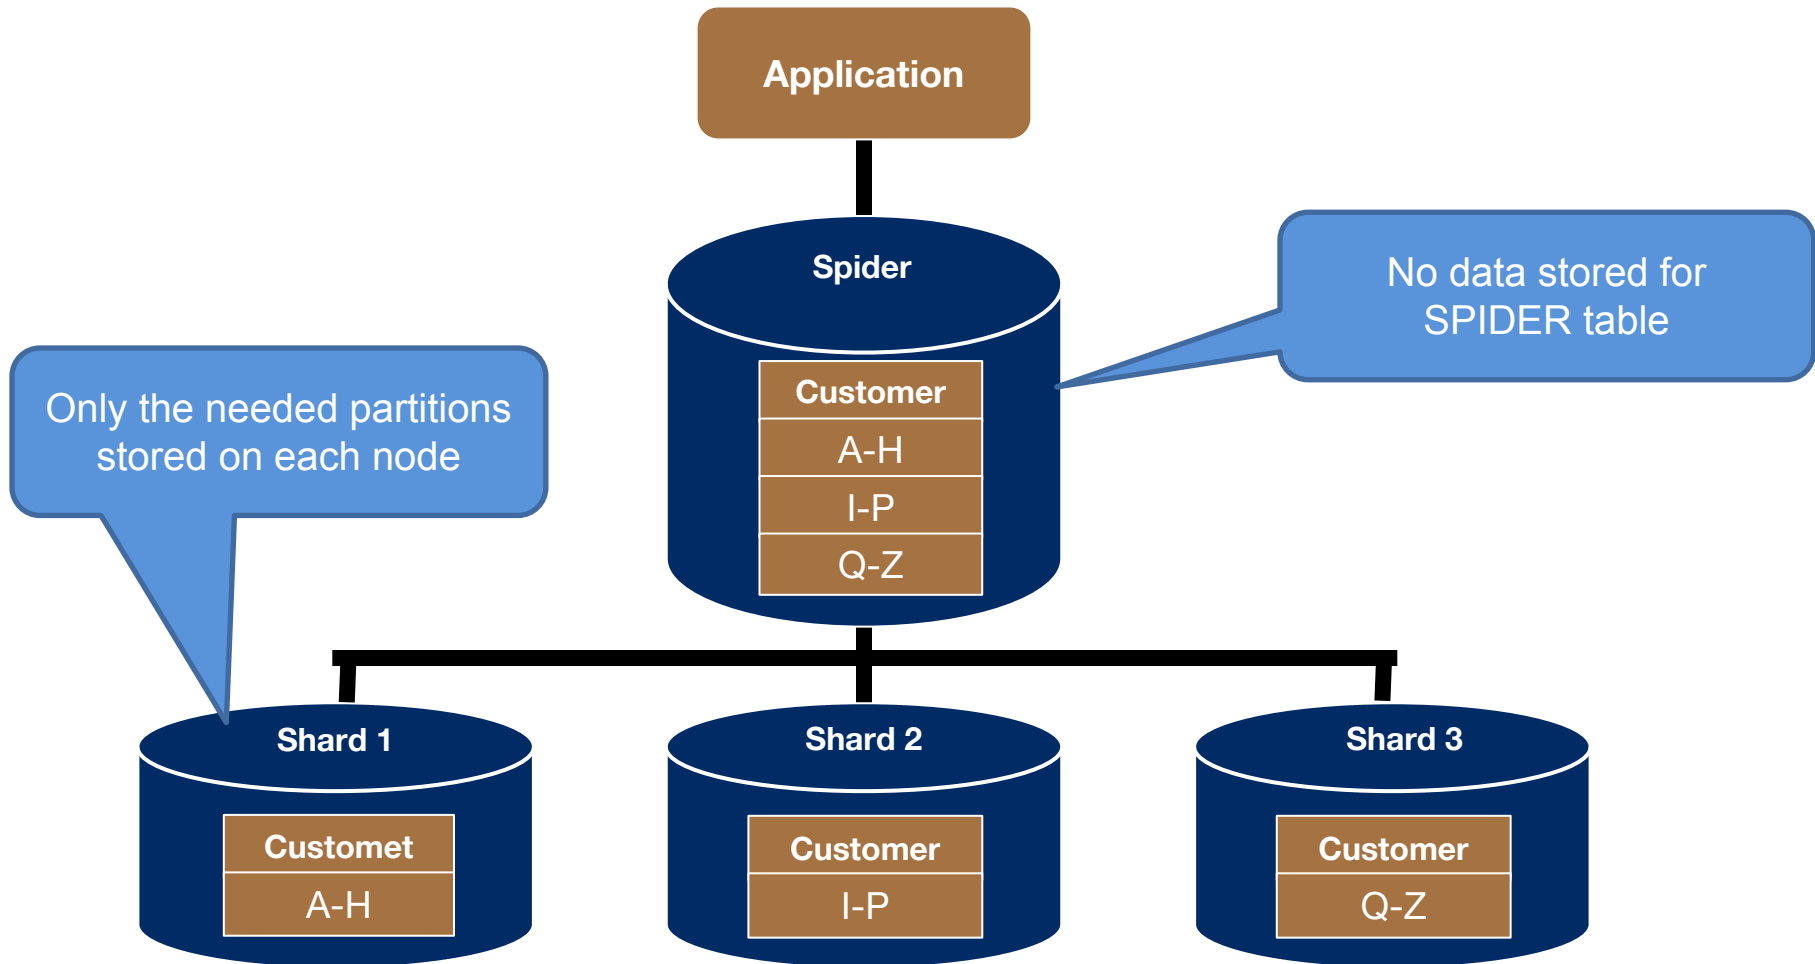 Application
Spider
No data stored for
SPIDER table
Customer
A-H
I-P
Q-Z
Only the needed partitions
stored on each node
Shard 1
Customet
A-H
Shard 2
Customer
I-P
Shard 3
Customer
Q-Z